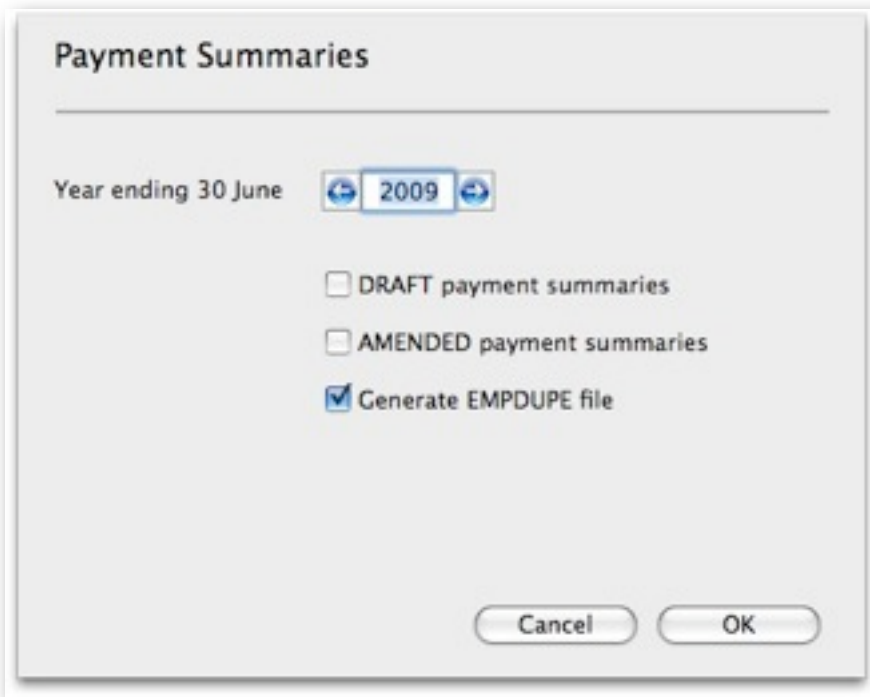 Payment Summaries
Year ending 30 June 2009
DRAFT payment summaries
AMENDED payment summaries
Generate EMPDUPE file
Cancel OK